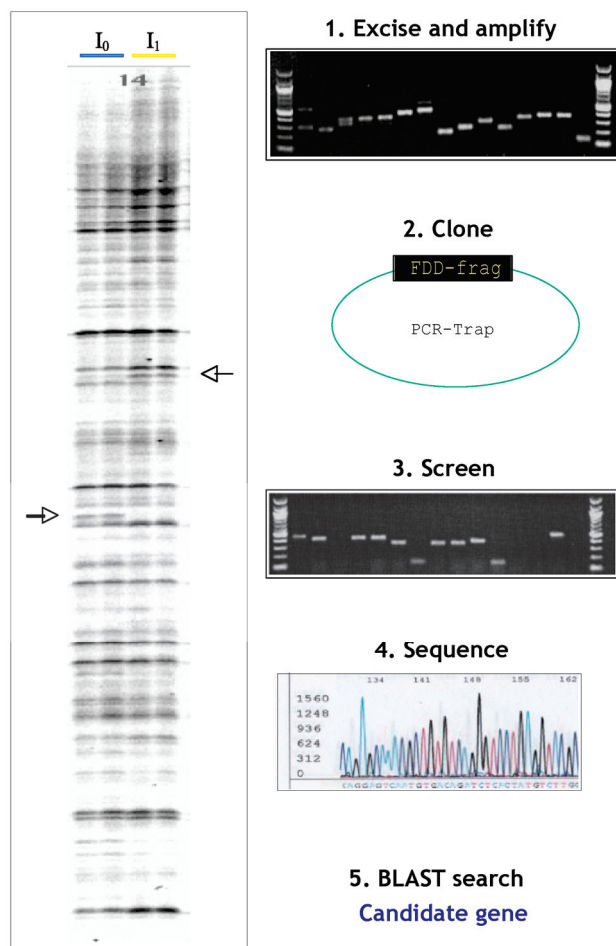 I₀ I₁
14
1. Excise and amplify
2. Clone
FDD-frag
PCR-Trap
3. Screen
4. Sequence
134 141 148 155 162
1560
1248
936
624
312
0
CAGGAGTCAATGTGACAGATCTCACTATGTCTTGC
5. BLAST search
Candidate gene